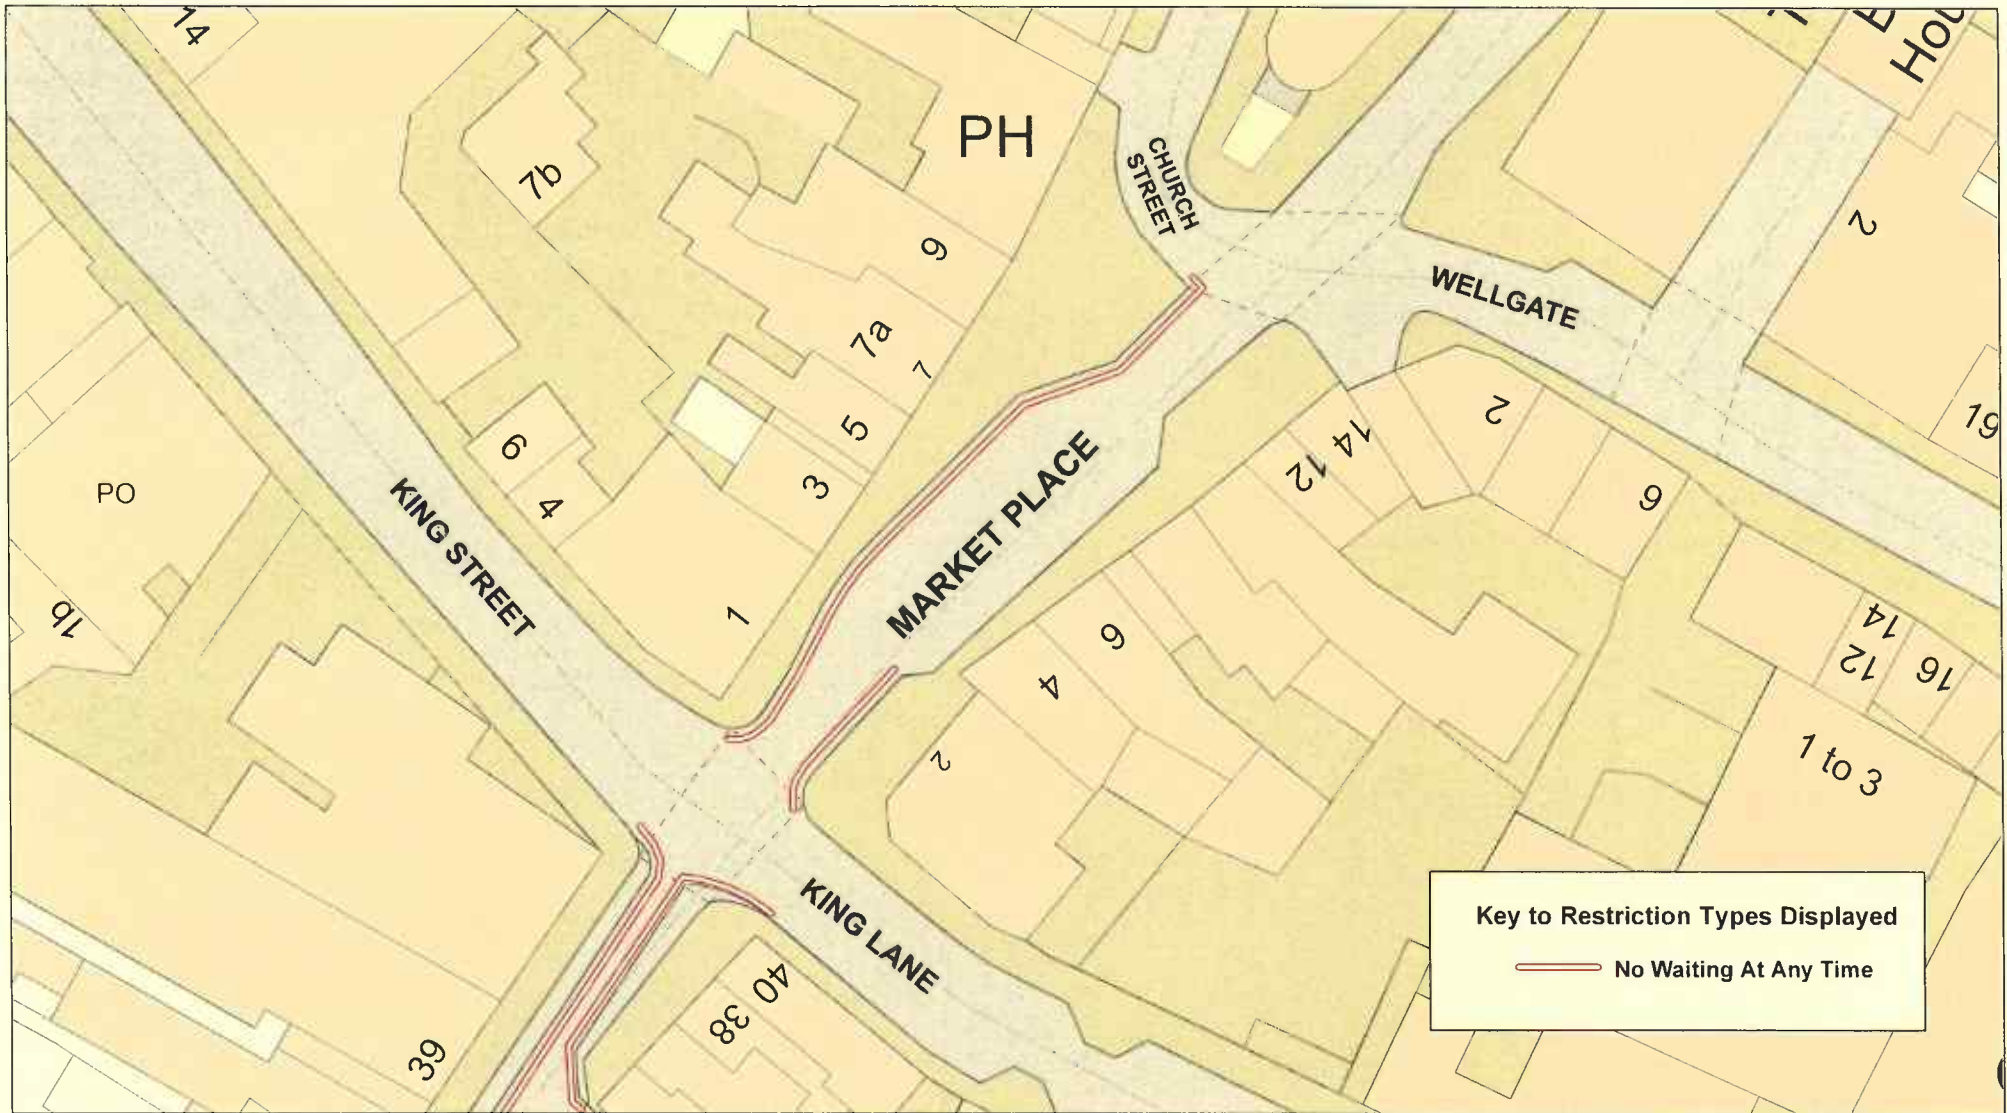 14
7b
PH
CHURCH
STREET
Hou
2
9
WELLGATE
7a
7
19
5
2
14
12
6
6
3
4
PO
KING STREET
MARKET PLACE
1b
1
6
14
12
16
4
2
1 to 3
KING LANE
40
38
39
Key to Restriction Types Displayed
No Waiting At Any Time